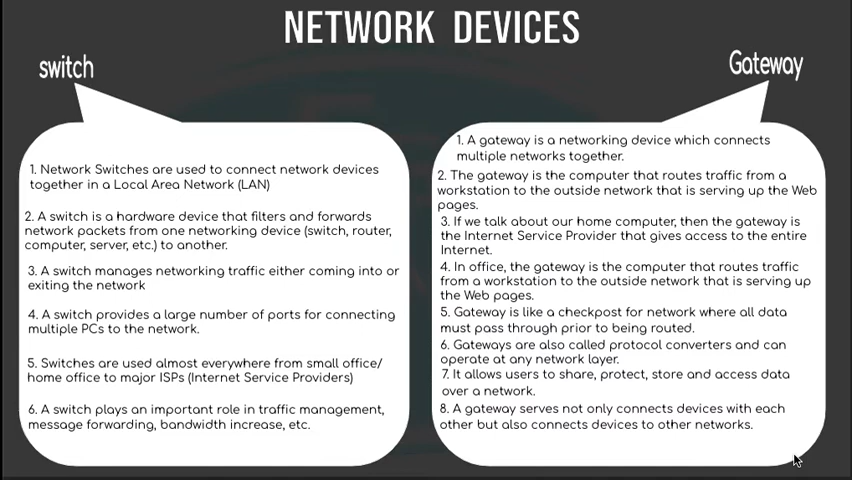 NETWORK DEVICES
switch
1. Network Switches are used to connect network devices
together in a Local Area Network (LAN)
2. A switch is a hardware device that filters and forwards
network packets from one networking device (switch, router,
computer, server, etc.) to another.
3. A switch manages networking traffic either coming into or
exiting the network
4. A switch provides a large number of ports for connecting
multiple PCs to the network.
5. Switches are used almost everywhere from small office/
home office to major ISPs (Internet Service Providers)
6. A switch plays an important role in traffic management,
message forwarding, bandwidth increase, etc.
Gateway
1. A gateway is a networking device which connects
multiple networks together.
2. The gateway is the computer that routes traffic from a
workstation to the outside network that is serving up the Web
pages.
3. If we talk about our home computer, then the gateway is
the Internet Service Provider that gives access to the entire
Internet.
4. In office, the gateway is the computer that routes traffic
from a workstation to the outside network that is serving up
the Web pages.
5. Gateway is like a checkpost for network where all data
must pass through prior to being routed.
6. Gateways are also called protocol converters and can
operate at any network layer.
7. It allows users to share, protect, store and access data
over a network.
8. A gateway serves not only connects devices with each
other but also connects devices to other networks.